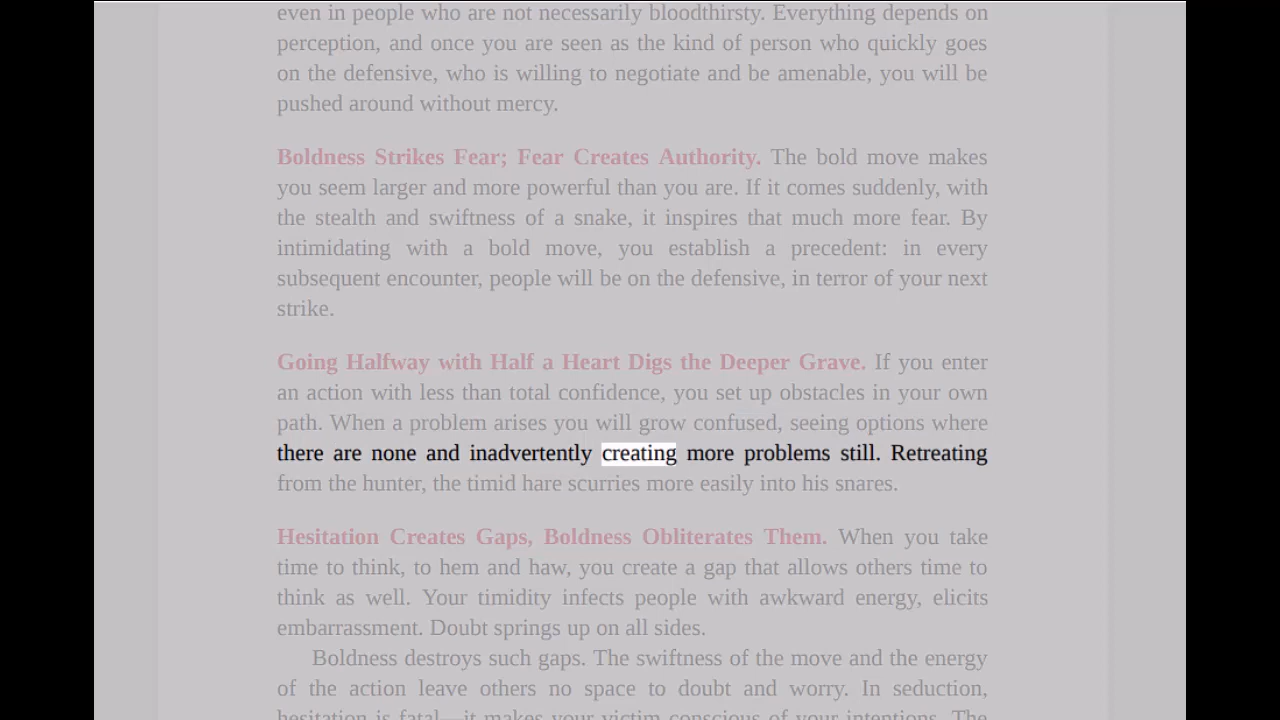 even in people who are not necessarily bloodthirsty. Everything depends on
perception, and once you are seen as the kind of person who quickly goes
on the defensive, who is willing to negotiate and be amenable, you will be
pushed around without mercy.
Boldness Strikes Fear; Fear Creates Authority. The bold move makes
you seem larger and more powerful than you are. If it comes suddenly, with
the stealth and swiftness of a snake, it inspires that much more fear. By
intimidating with a bold move, you establish a precedent: in every
subsequent encounter, people will be on the defensive, in terror of your next
strike.
Going Halfway with Half a Heart Digs the Deeper Grave. If you enter
an action with less than total confidence, you set up obstacles in your own
path. When a problem arises you will grow confused, seeing options where
there are none and inadvertently creating more problems still. Retreating
from the hunter, the timid hare scurries more easily into his snares.
Hesitation Creates Gaps, Boldness Obliterates Them. When you take
time to think, to hem and haw, you create a gap that allows others time to
think as well. Your timidity infects people with awkward energy, elicits
embarrassment. Doubt springs up on all sides.
Boldness destroys such gaps. The swiftness of the move and the energy
of the action leave others no space to doubt and worry. In seduction,
hesitation is fatal—it makes your victim conscious of your intentions. The